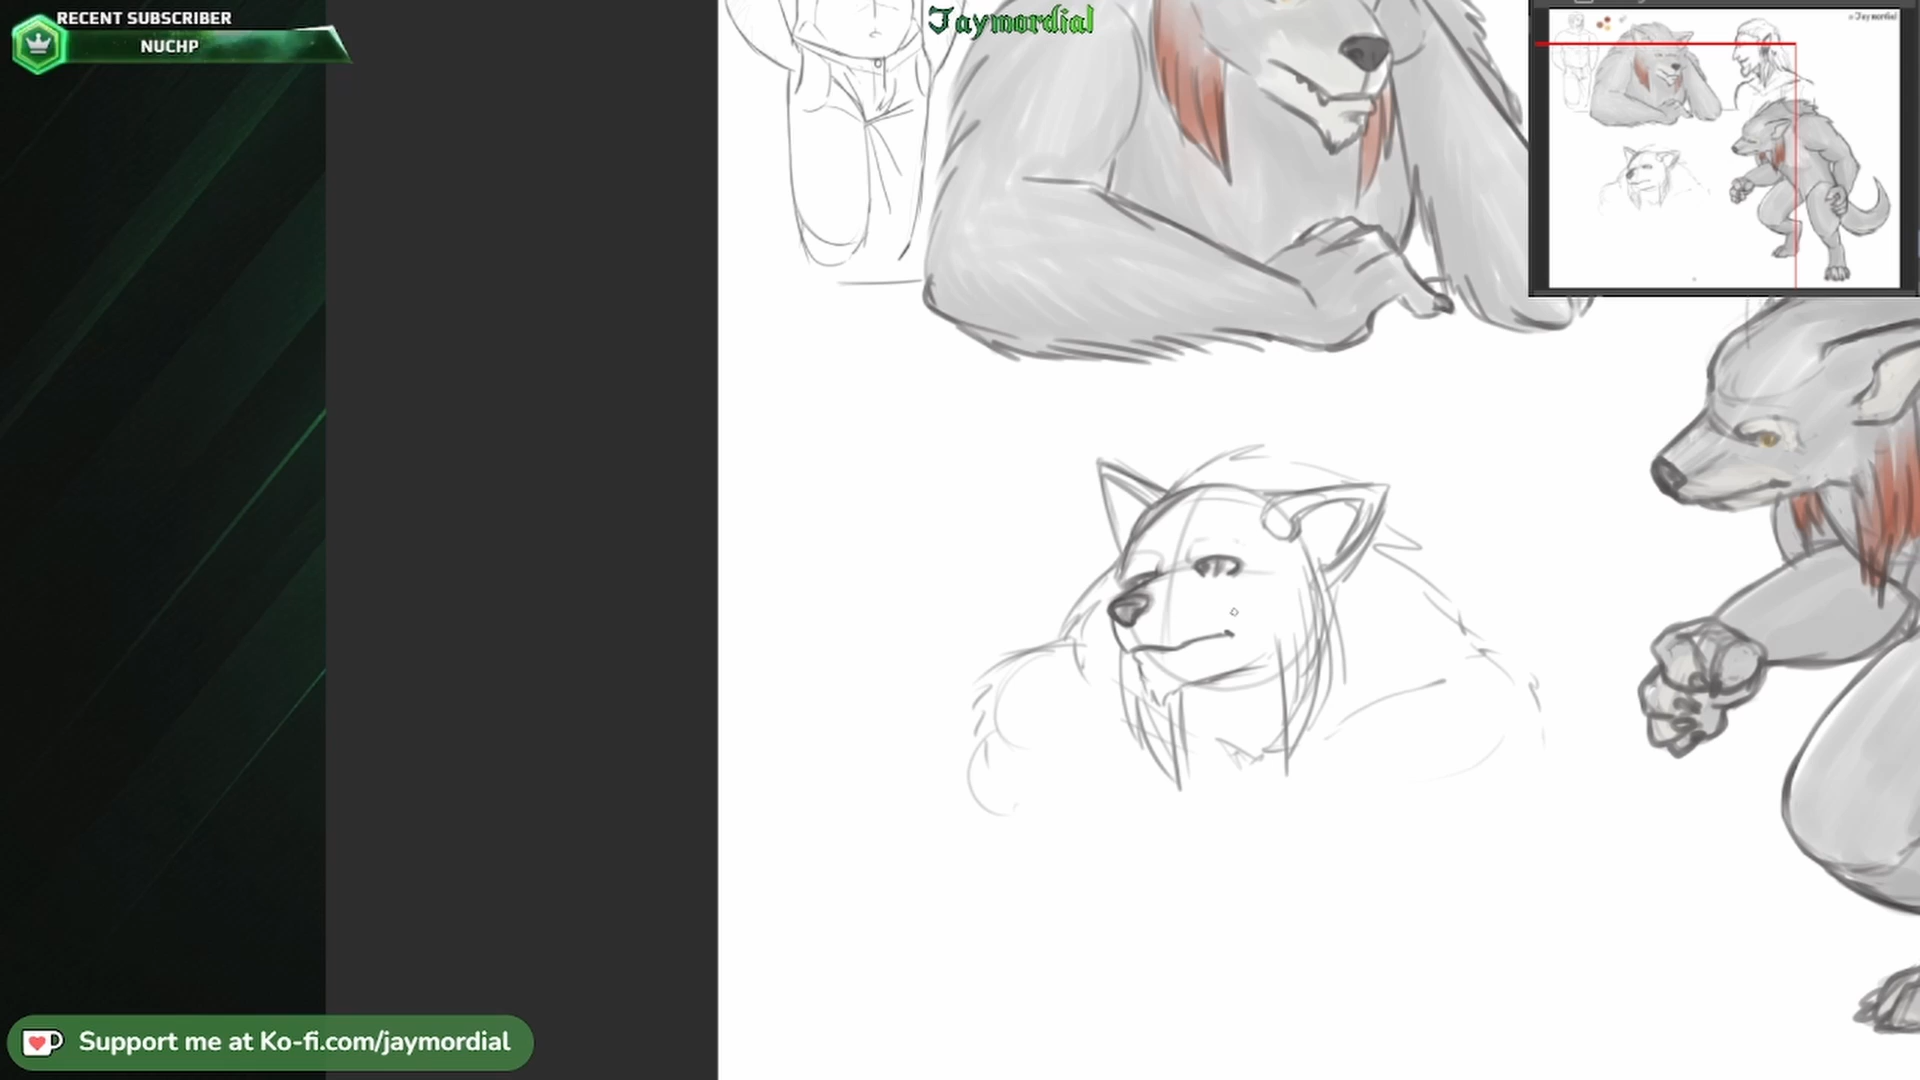 RECENT SUBSCRIBER
NUCHP
Jaymordial
Support me at Ko-fi.com/jaymordial